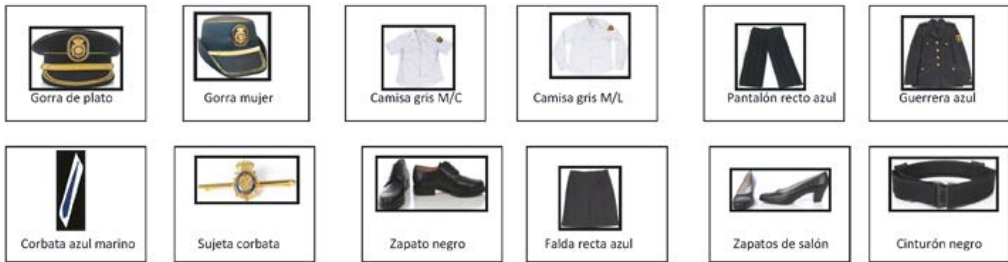 Gorra de plato
Gorra mujer
Camisa gris M/C
Camisa gris M/L
Pantalón recto azul
Guerrera azul
Corbata azul marino
Sujeta corbata
Zapato negro
Falda recta azul
Zapatos de salón
Cinturón negro